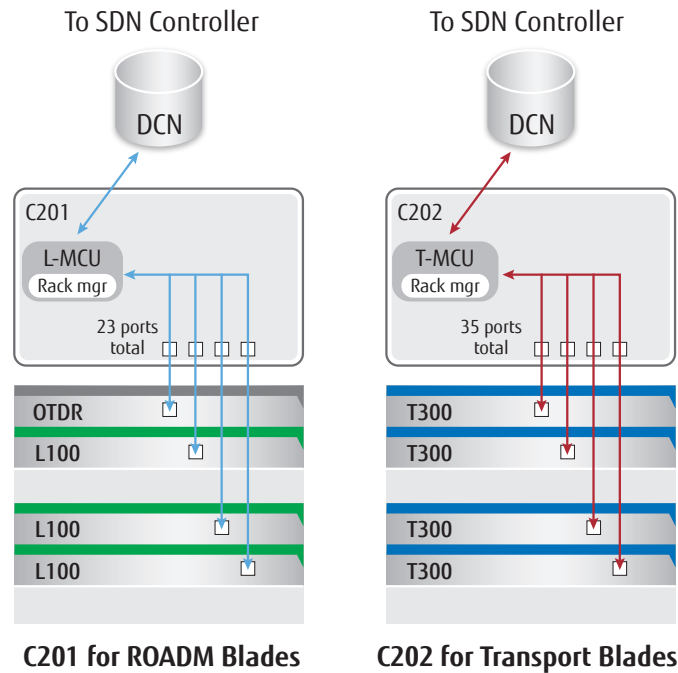 To SDN Controller
DCN
C201
L-MCU
Rack mgr
23 ports
total
OTDR
L100
L100
L100
C201 for ROADM Blades
To SDN Controller
DCN
C202
T-MCU
Rack mgr
35 ports
total
T300
T300
T300
T300
C202 for Transport Blades